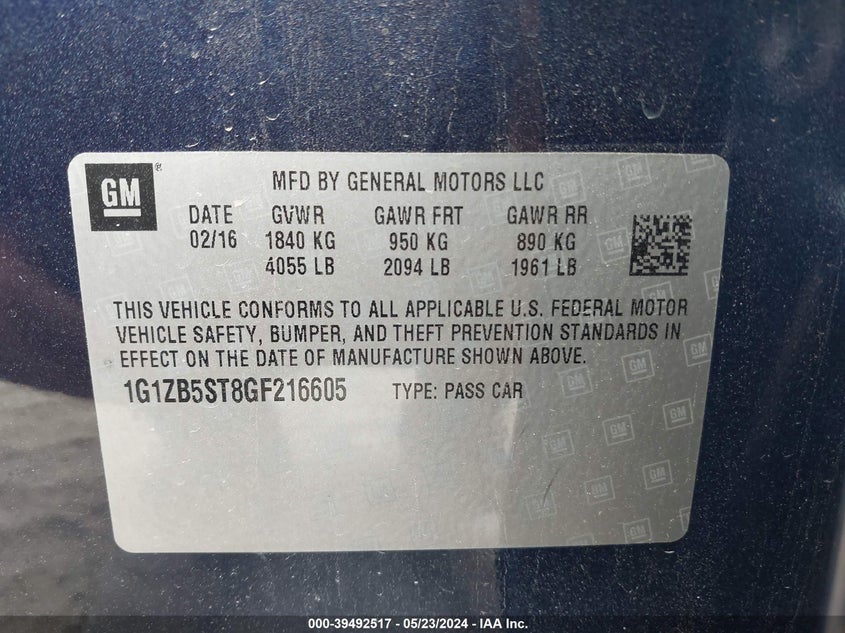 GM ®
MFD BY GENERAL MOTORS LLC
DATE GVWR GAWR FRT GAWR RR
02/16 1840 KG 950 KG 890 KG
4055 LB 2094 LB 1961 LB
THIS VEHICLE CONFORMS TO ALL APPLICABLE U.S. FEDERAL MOTOR
VEHICLE SAFETY, BUMPER, AND THEFT PREVENTION STANDARDS IN
EFFECT ON THE DATE OF MANUFACTURE SHOWN ABOVE.
1G1ZB5ST8GF216605 TYPE: PASS CAR
000-39492517 - 05/23/2024 - IAA Inc.